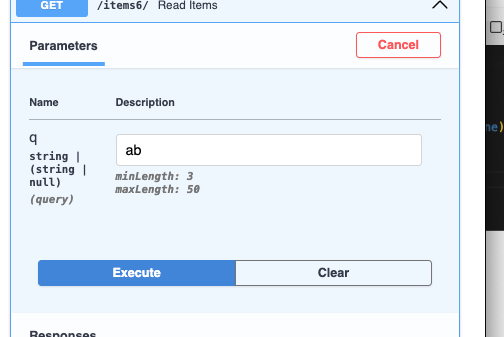 GET /items6/ Read Items
Parameters
Cancel
Name Description
q
string |
(string |
null)
(query)
ab
minLength: 3
maxLength: 50
Execute
Clear
Responses
ne)